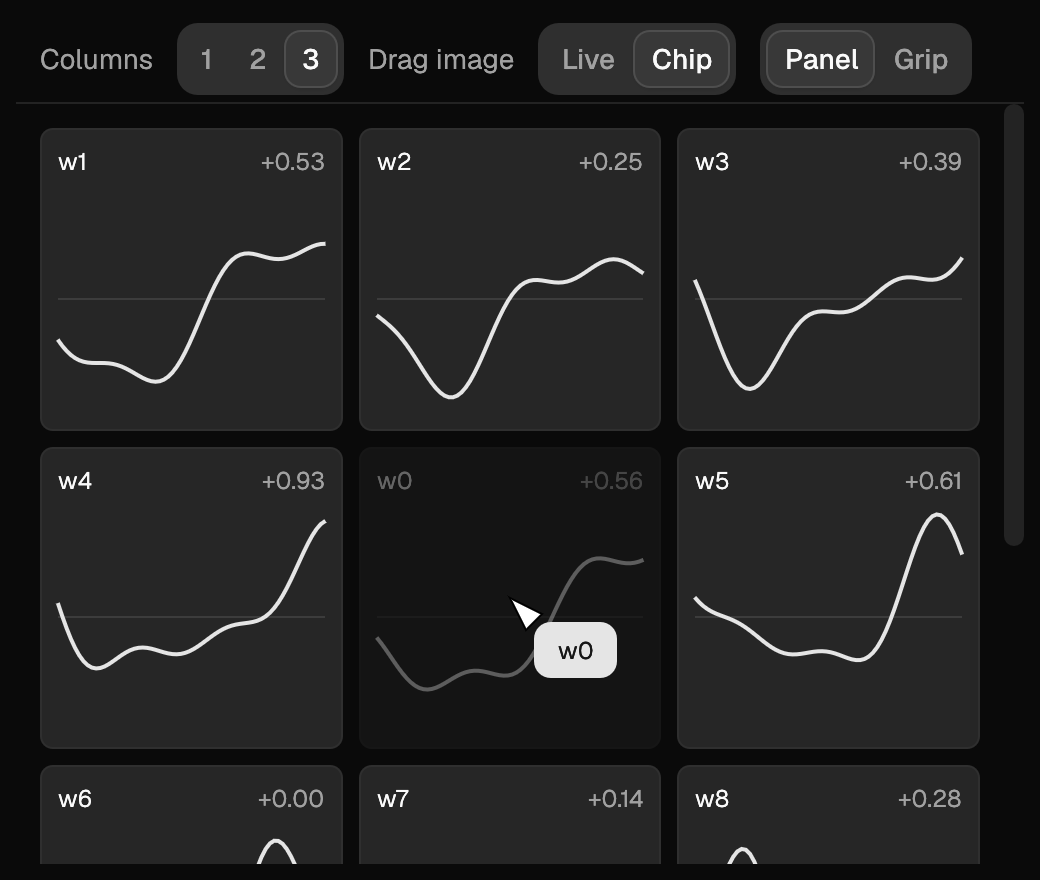 Columns 1 2 3 Drag image Live Chip Panel Grip
w1 +0.53 w2 +0.25 w3 +0.39
w4 +0.93 w0 +0.56 w5 +0.61
w0
w6 +0.00 w7 +0.14 w8 +0.28